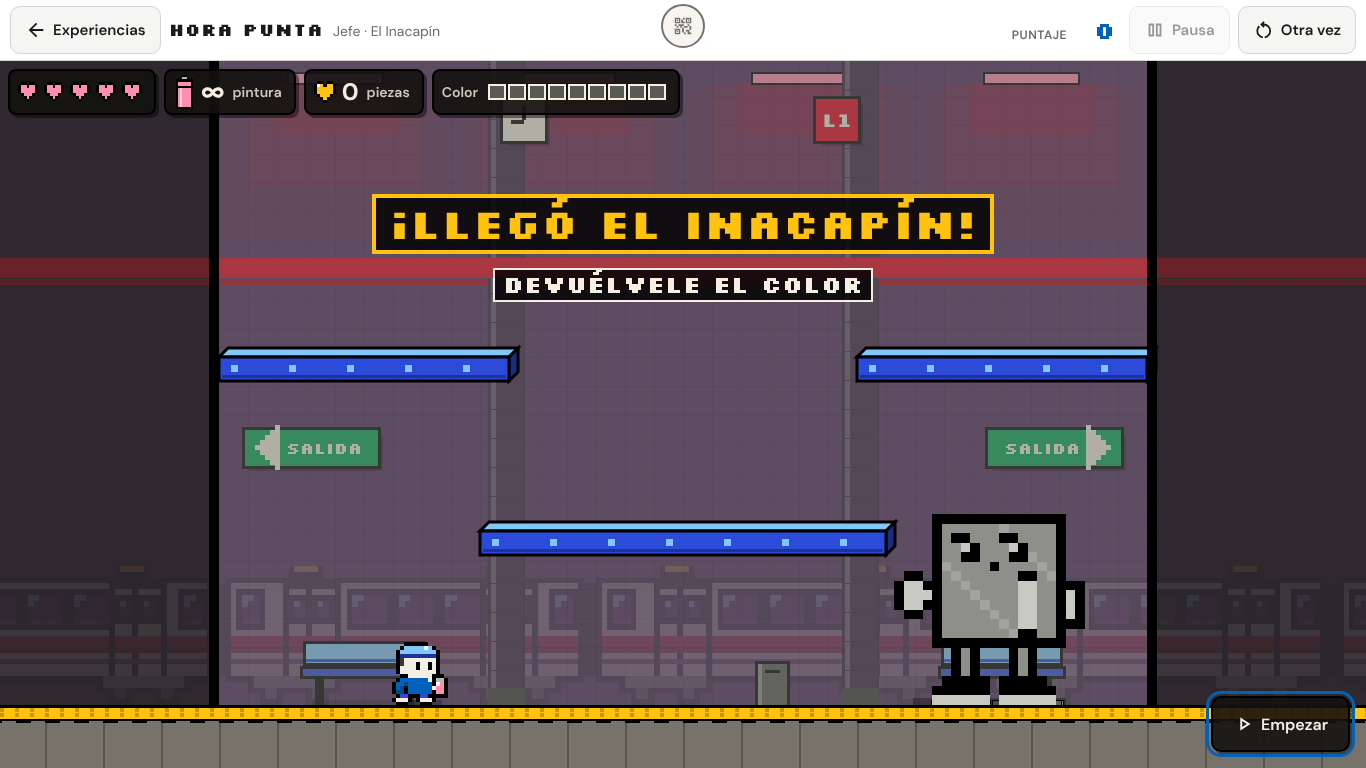 Experiencias
HORA PUNTA
Jefe · El Inacapín
PUNTAJE
0
Pausa
Otra vez
∞ pintura
0 piezas
Color
L1
¡LLEGÓ EL INACAPÍN!
DEVUÉLVELE EL COLOR
SALIDA
SALIDA
Empezar